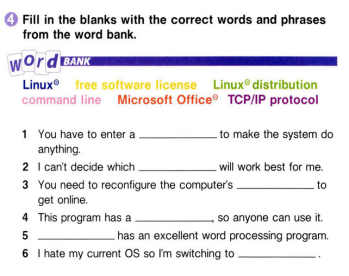 4 Fill in the blanks with the correct words and phrases
from the word bank.
wOrd BANK
Linux® free software license Linux® distribution
command line Microsoft Office® TCP/IP protocol
1 You have to enter a ____________ to make the system do
anything.
2 I can't decide which ____________ will work best for me.
3 You need to reconfigure the computer's ____________ to
get online.
4 This program has a ____________, so anyone can use it.
5 ____________ has an excellent word processing program.
6 I hate my current OS so I'm switching to ____________ .